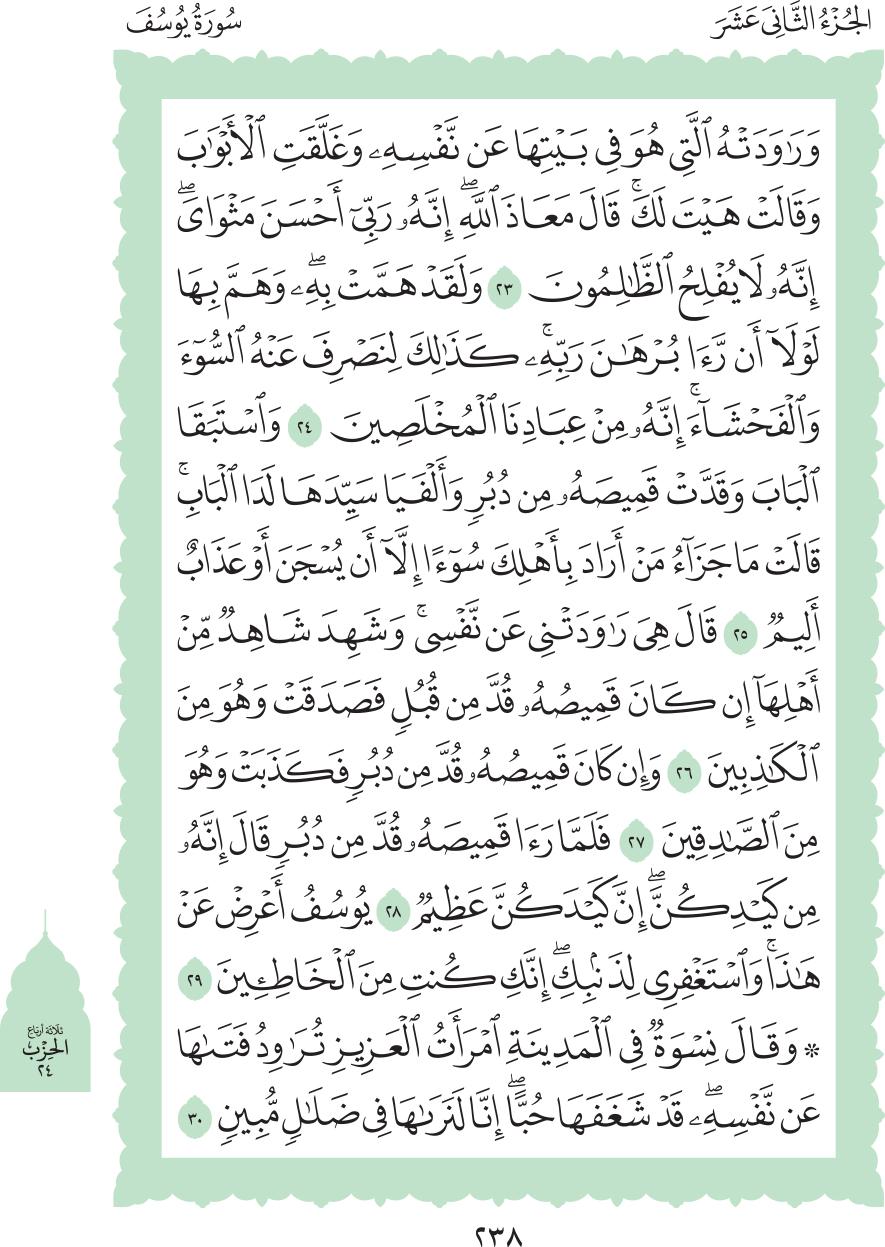 الجُزْءُ الثَّانِيَ عَشَرَ
سُورَةُ يُوسُفَ
وَرَٰوَدَتۡهُ ٱلَّتِي هُوَ فِي بَيۡتِهَا عَن نَّفۡسِهِۦ وَغَلَّقَتِ ٱلۡأَبۡوَٰبَ
وَقَالَتۡ هَيۡتَ لَكَۚ قَالَ مَعَاذَ ٱللَّهِۖ إِنَّهُۥ رَبِّيٓ أَحۡسَنَ مَثۡوَايَۖ
إِنَّهُۥ لَا يُفۡلِحُ ٱلظَّٰلِمُونَ ٢٣ وَلَقَدۡ هَمَّتۡ بِهِۦۖ وَهَمَّ بِهَا
لَوۡلَآ أَن رَّءَا بُرۡهَٰنَ رَبِّهِۦۚ كَذَٰلِكَ لِنَصۡرِفَ عَنۡهُ ٱلسُّوٓءَ
وَٱلۡفَحۡشَآءَۚ إِنَّهُۥ مِنۡ عِبَادِنَا ٱلۡمُخۡلَصِينَ ٢٤ وَٱسۡتَبَقَا
ٱلۡبَابَ وَقَدَّتۡ قَمِيصَهُۥ مِن دُبُرٖ وَأَلۡفَيَا سَيِّدَهَا لَدَا ٱلۡبَابِۚ
قَالَتۡ مَا جَزَآءُ مَنۡ أَرَادَ بِأَهۡلِكَ سُوٓءًا إِلَّآ أَن يُسۡجَنَ أَوۡ عَذَابٌ
أَلِيمٞ ٢٥ قَالَ هِيَ رَٰوَدَتۡنِي عَن نَّفۡسِيۚ وَشَهِدَ شَاهِدٞ مِّنۡ
أَهۡلِهَآ إِن كَانَ قَمِيصُهُۥ قُدَّ مِن قُبُلٖ فَصَدَقَتۡ وَهُوَ مِنَ
ٱلۡكَٰذِبِينَ ٢٦ وَإِن كَانَ قَمِيصُهُۥ قُدَّ مِن دُبُرٖ فَكَذَبَتۡ وَهُوَ
مِنَ ٱلصَّٰدِقِينَ ٢٧ فَلَمَّا رَءَا قَمِيصَهُۥ قُدَّ مِن دُبُرٖ قَالَ إِنَّهُۥ
مِن كَيۡدِكُنَّۖ إِنَّ كَيۡدَكُنَّ عَظِيمٞ ٢٨ يُوسُفُ أَعۡرِضۡ عَنۡ
هَٰذَاۚ وَٱسۡتَغۡفِرِي لِذَنۢبِكِۖ إِنَّكِ كُنتِ مِنَ ٱلۡخَاطِـِٔينَ ٢٩
* وَقَالَ نِسۡوَةٞ فِي ٱلۡمَدِينَةِ ٱمۡرَأَتُ ٱلۡعَزِيزِ تُرَٰوِدُ فَتَىٰهَا
عَن نَّفۡسِهِۦۖ قَدۡ شَغَفَهَا حُبًّاۖ إِنَّا لَنَرَىٰهَا فِي ضَلَٰلٖ مُّبِينٖ ٣٠
ثلاثة أرباع
الحِزْب
٢٤
٢٣٨